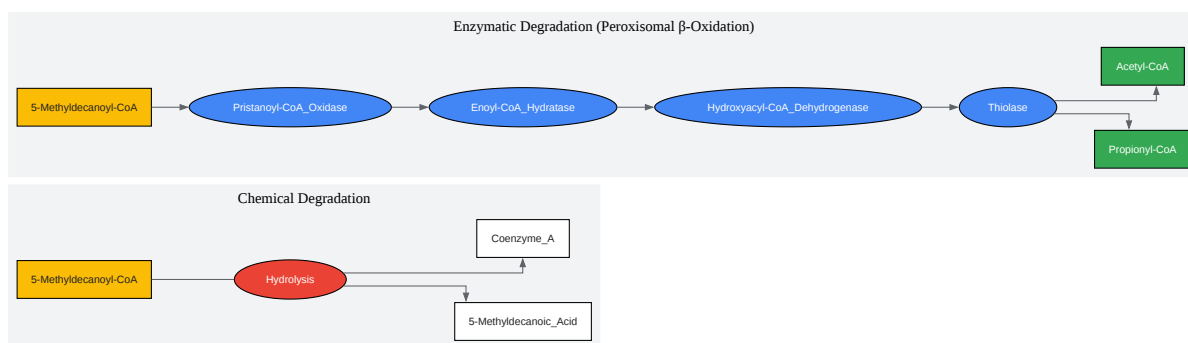 Enzymatic Degradation (Peroxisomal β-Oxidation)
Acetyl-CoA
5-Methyldecanoyl-CoA
Pristanoyl-CoA_Oxidase
Enoyl-CoA_Hydratase
Hydroxyacyl-CoA_Dehydrogenase
Thiolase
Propionyl-CoA
Chemical Degradation
Coenzyme_A
5-Methyldecanoyl-CoA
Hydrolysis
5-Methyldecanoic_Acid